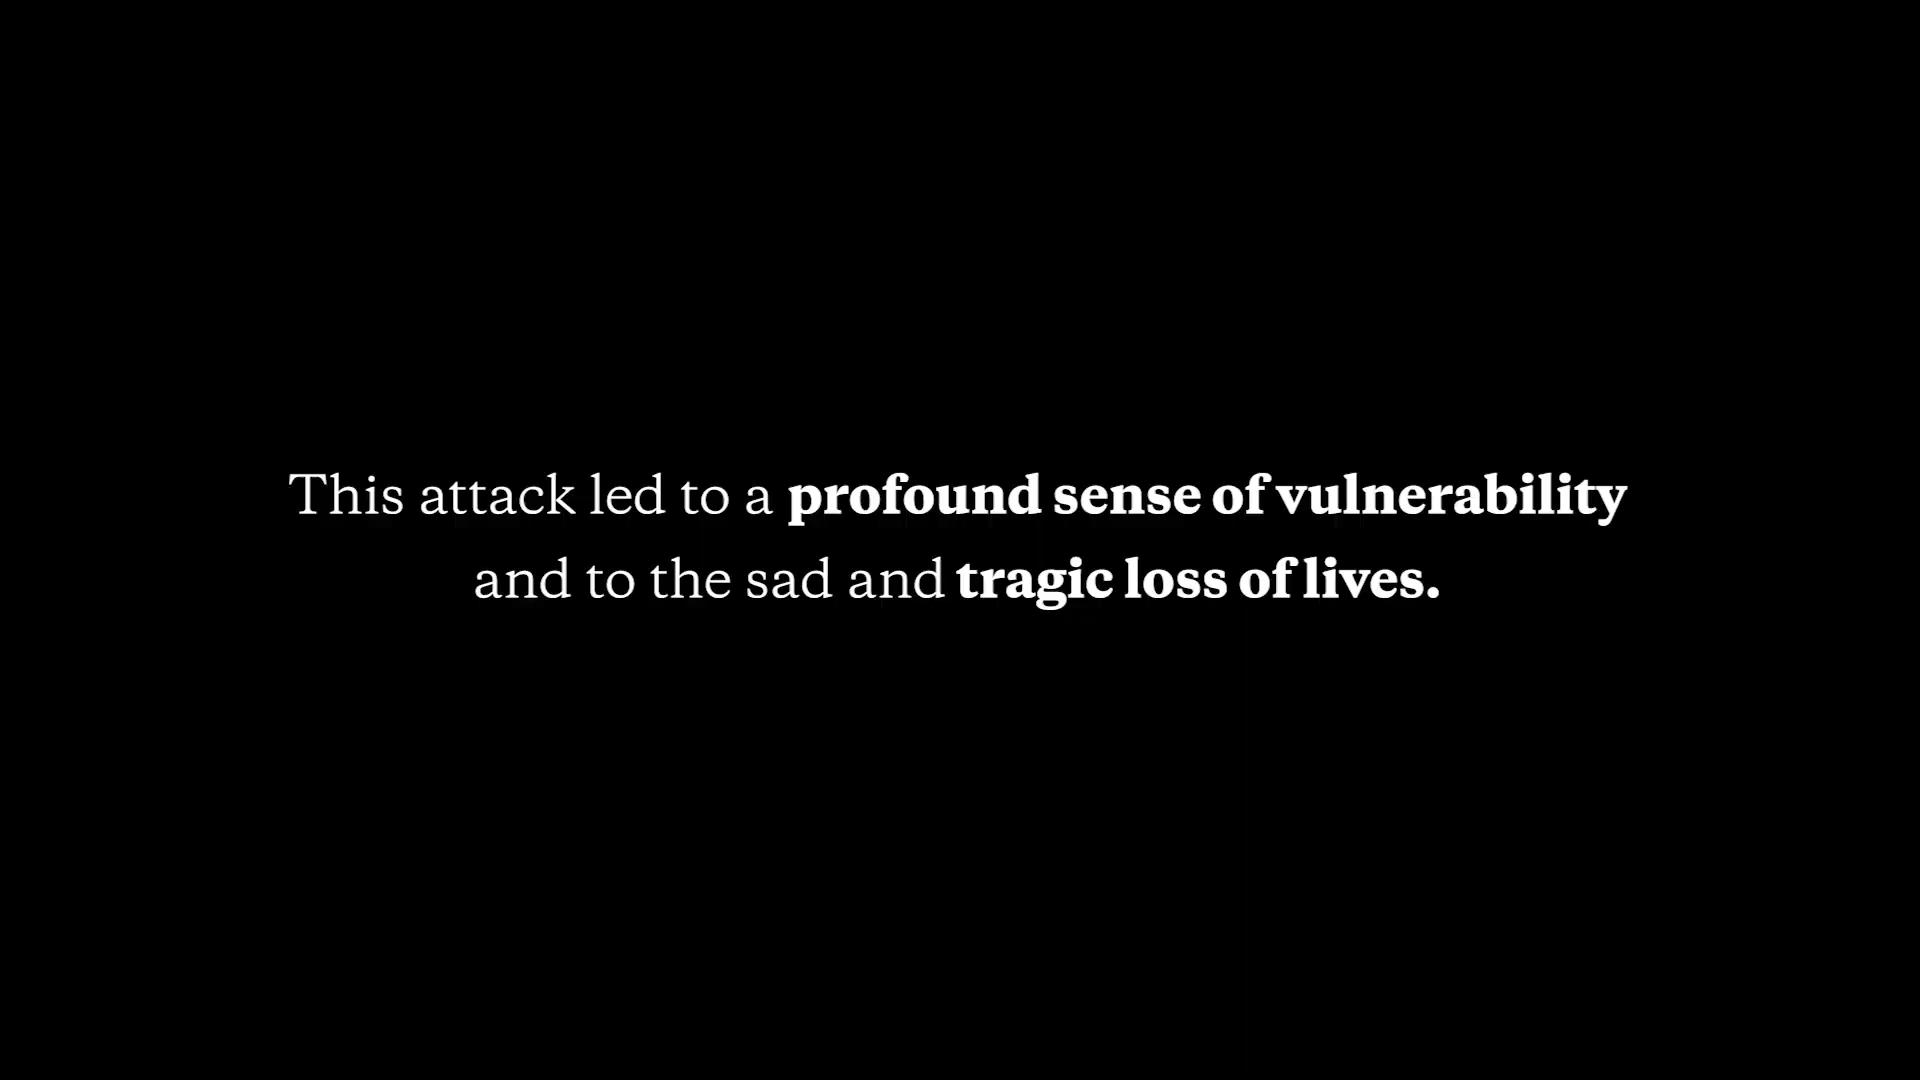 This attack led to a profound sense of vulnerability
and to the sad and tragic loss of lives.